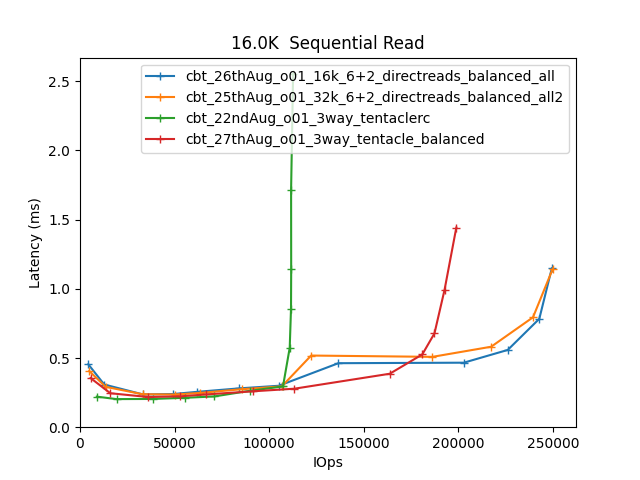 16.0K  Sequential Read
cbt_26thAug_o01_16k_6+2_directreads_balanced_all
cbt_25thAug_o01_32k_6+2_directreads_balanced_all2
cbt_22ndAug_o01_3way_tentaclerc
cbt_27thAug_o01_3way_tentacle_balanced
Latency (ms)
2.5
2.0
1.5
1.0
0.5
0.0
0
50000
100000
150000
200000
250000
IOps